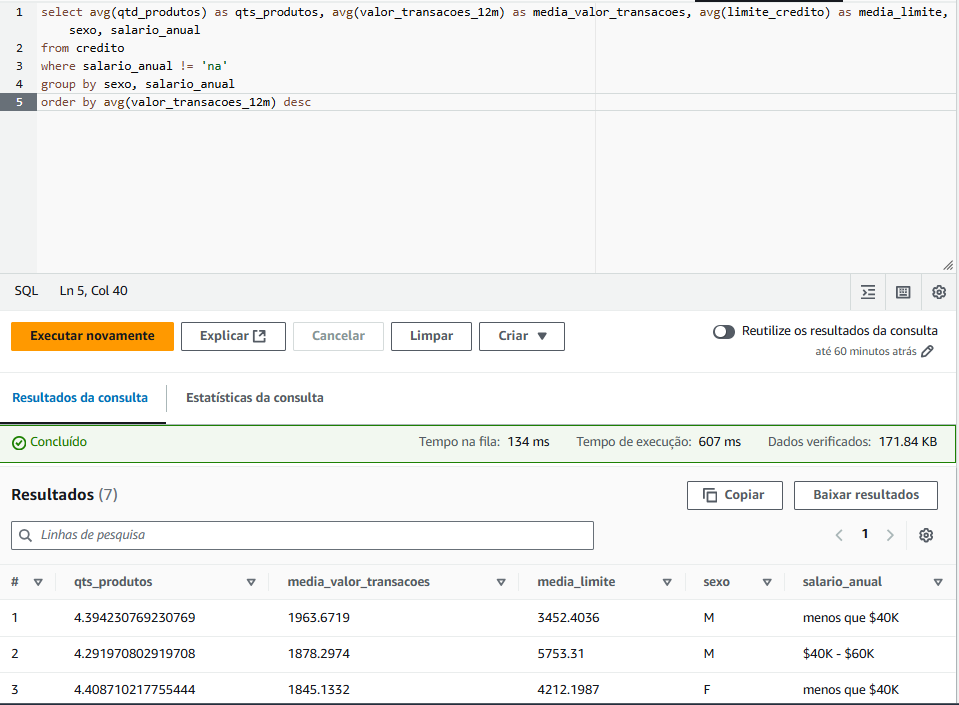 1 select avg(qtd_produtos) as qts_produtos, avg(valor_transacoes_12m) as media_valor_transacoes, avg(limite_credito) as media_limite,
sexo, salario_anual
2 from credito
3 where salario_anual != 'na'
4 group by sexo, salario_anual
5 order by avg(valor_transacoes_12m) desc
SQL Ln 5, Col 40
Executar novamente Explicar Cancelar Limpar Criar
Reutilize os resultados da consulta
até 60 minutos atrás
Resultados da consulta Estatísticas da consulta
Concluído Tempo na fila: 134 ms Tempo de execução: 607 ms Dados verificados: 171.84 KB
Resultados (7) Copiar Baixar resultados
Linhas de pesquisa 1
# qts_produtos media_valor_transacoes media_limite sexo salario_anual
1 4.394230769230769 1963.6719 3452.4036 M menos que $40K
2 4.291970802919708 1878.2974 5753.31 M $40K - $60K
3 4.408710217755444 1845.1332 4212.1987 F menos que $40K